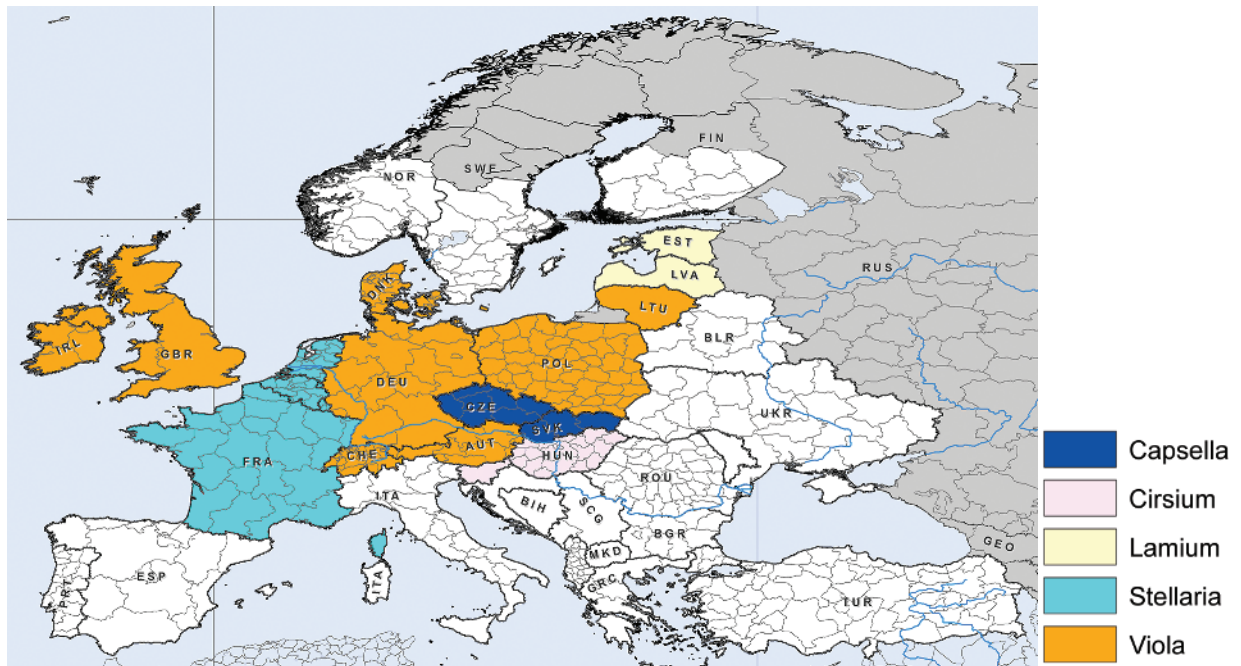 FIN
SWE
NOR
EST
RUS
LVA
DNK
LTU
IRL
GBR
BLR
POL
DEU
CZE
UKR
SVK
AUT
CHE
HUN
FRA
ROU
ITA
BIH
SCG
BGR
GEO
MKD
ESP
PRT
ITA
GRC
TUR
Capsella
Cirsium
Lamium
Stellaria
Viola